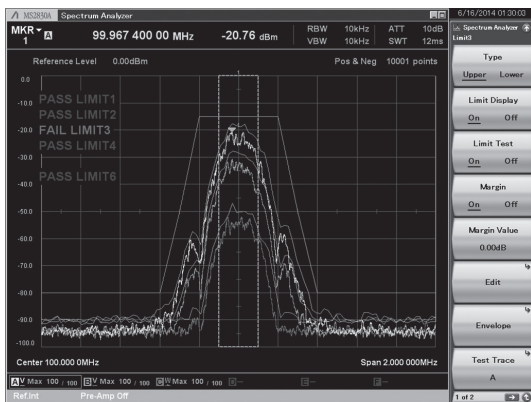 MS2830A Spectrum Analyzer
6/16/2014 01:30:03
MKR 1 A 99.967 400 00 MHz -20.76 dBm
RBW 10kHz ATT 10dB
VBW 10kHz SWT 12ms
Spectrum Analyzer
Limit3
Reference Level 0.00dBm Pos & Neg 10001 points
0.0
-10.0
-20.0
-30.0
-40.0
-50.0
-60.0
-70.0
-80.0
-90.0
-100.0
PASS LIMIT1
PASS LIMIT2
FAIL LIMIT3
PASS LIMIT4
PASS LIMIT6
Center 100.000 0MHz Span 2.000 000MHz
A V Max 100 / 100 B V Max 100 / 100 C W Max 100 / 100 D -- E -- F --
Ref.Int Pre-Amp Off
Type
Upper Lower
Limit Display
On Off
Limit Test
On Off
Margin
On Off
Margin Value
0.00dB
Edit
Envelope
Test Trace
A
1 of 2